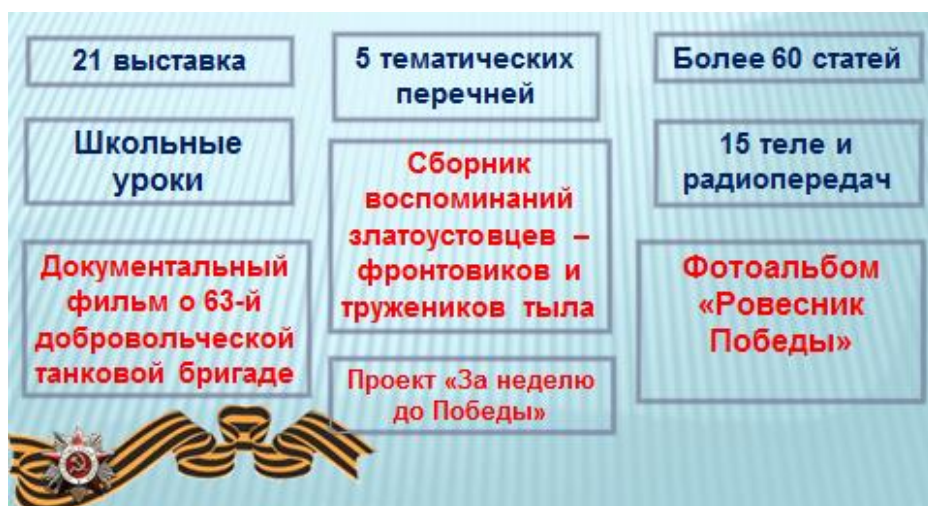 21 выставка
Школьные
уроки
Документальный
фильм о 63-й
добровольческой
танковой бригаде
5 тематических
перечней
Сборник
воспоминаний
златоустовцев –
фронтовиков и
тружеников тыла
Проект «За неделю
до Победы»
Более 60 статей
15 теле и
радиопередач
Фотоальбом
«Ровесник
Победы»